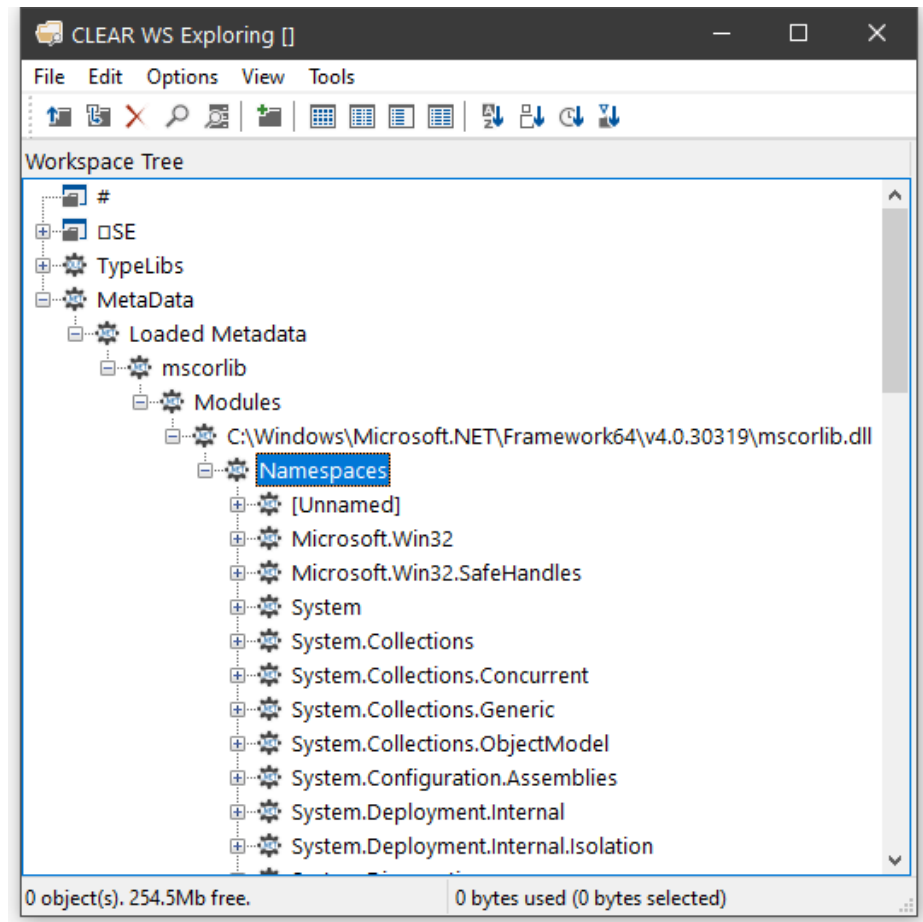 CLEAR WS Exploring []
File Edit Options View Tools
Workspace Tree
#
⎕SE
TypeLibs
MetaData
Loaded Metadata
mscorlib
Modules
C:\Windows\Microsoft.NET\Framework64\v4.0.30319\mscorlib.dll
Namespaces
[Unnamed]
Microsoft.Win32
Microsoft.Win32.SafeHandles
System
System.Collections
System.Collections.Concurrent
System.Collections.Generic
System.Collections.ObjectModel
System.Configuration.Assemblies
System.Deployment.Internal
System.Deployment.Internal.Isolation
0 object(s). 254.5Mb free. 0 bytes used (0 bytes selected)